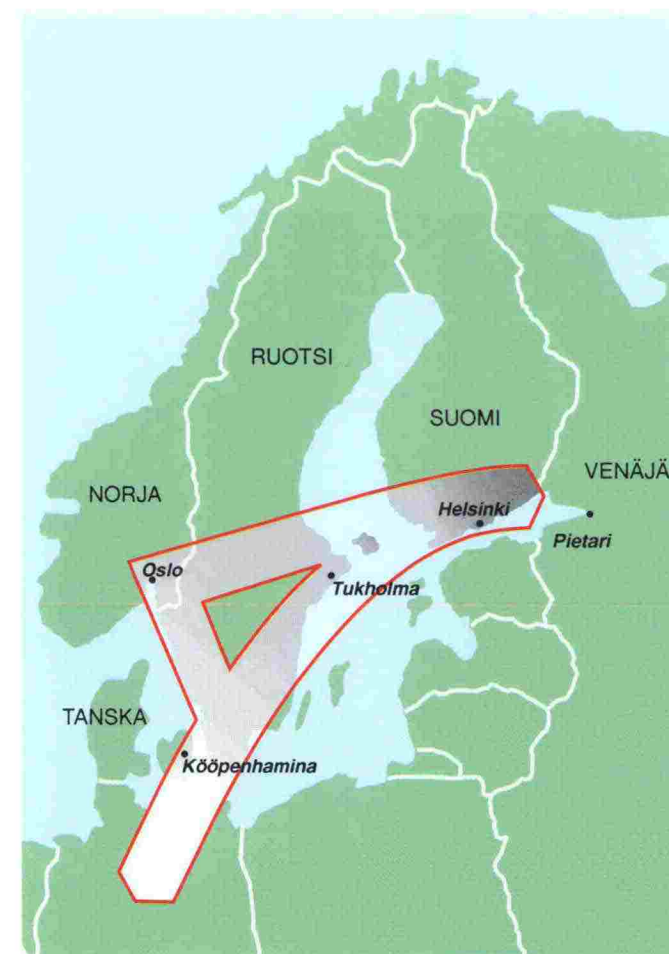 RUOTSI
SUOMI
NORJA
VENÄJÄ
Helsinki
Pietari
Oslo
Tukholma
TANSKA
Kööpenhamina